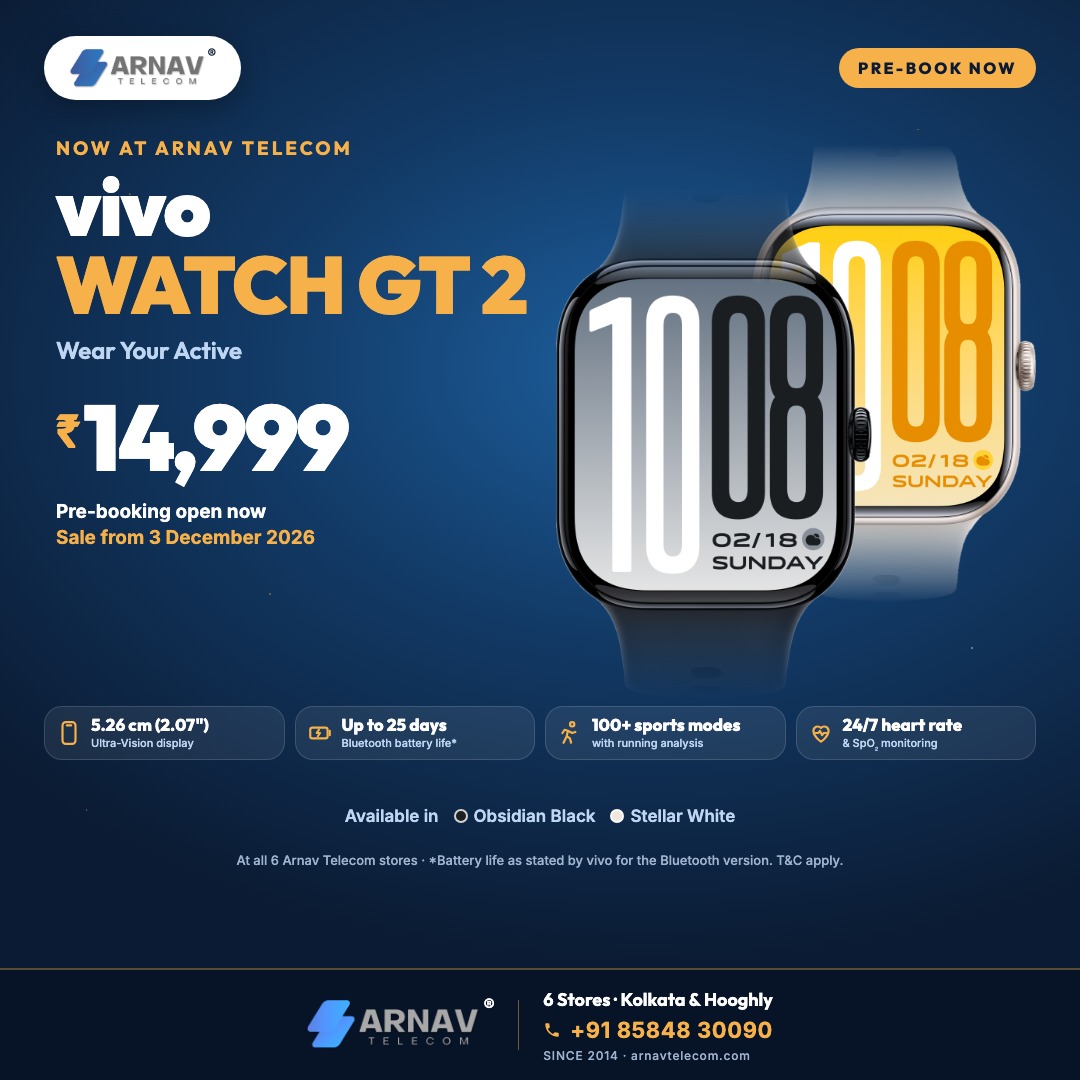 ARNAV®
TELECOM
PRE-BOOK NOW
NOW AT ARNAV TELECOM
vivo
WATCH GT 2
Wear Your Active
₹14,999
Pre-booking open now
Sale from 3 December 2026
10 08
02/18
SUNDAY
10 08
02/18
SUNDAY
5.26 cm (2.07")
Ultra-Vision display
Up to 25 days
Bluetooth battery life*
100+ sports modes
with running analysis
24/7 heart rate
& SpO₂ monitoring
Available in Obsidian Black Stellar White
At all 6 Arnav Telecom stores · *Battery life as stated by vivo for the Bluetooth version. T&C apply.
ARNAV®
TELECOM
6 Stores · Kolkata & Hooghly
+91 85848 30090
SINCE 2014 · arnavtelecom.com